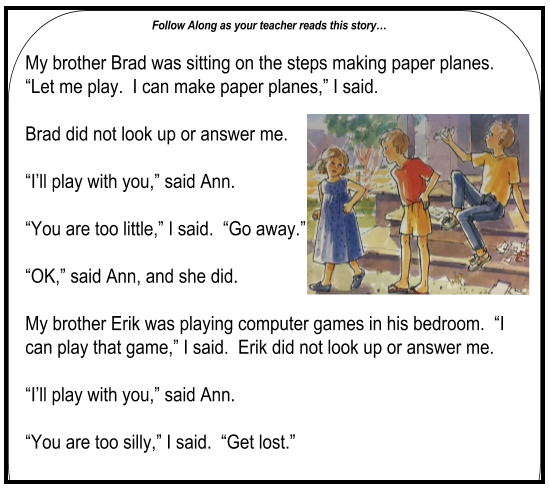 Follow Along as your teacher reads this story…
My brother Brad was sitting on the steps making paper planes.
“Let me play.  I can make paper planes,” I said.
Brad did not look up or answer me.
“I’ll play with you,” said Ann.
“You are too little,” I said.  “Go away.”
“OK,” said Ann, and she did.
My brother Erik was playing computer games in his bedroom.  “I
can play that game,” I said.  Erik did not look up or answer me.
“I’ll play with you,” said Ann.
“You are too silly,” I said.  “Get lost.”